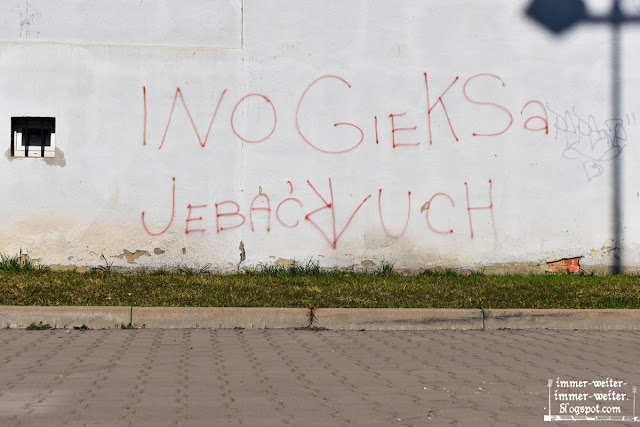 INO GieKSa
JEBAĆ RUCH
immer-weiter-
immer-weiter.
blogspot.com